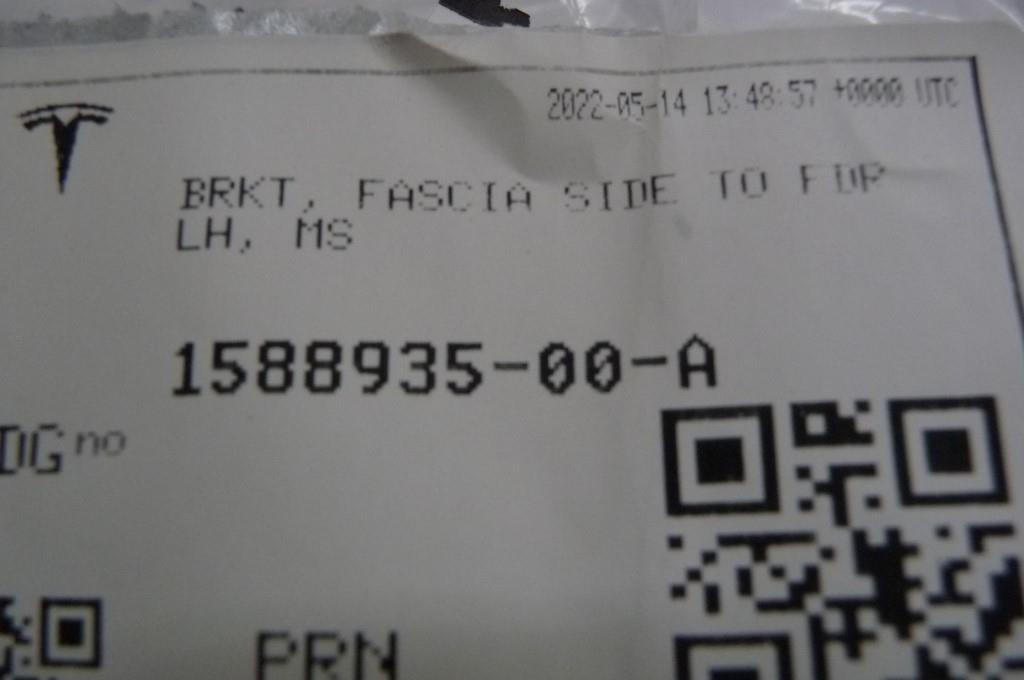 2022-05-14 13:48:57 +0000 UTC
BRKT, FASCIA SIDE TO FDR
LH, MS
1588935-00-A
DG no
PRN